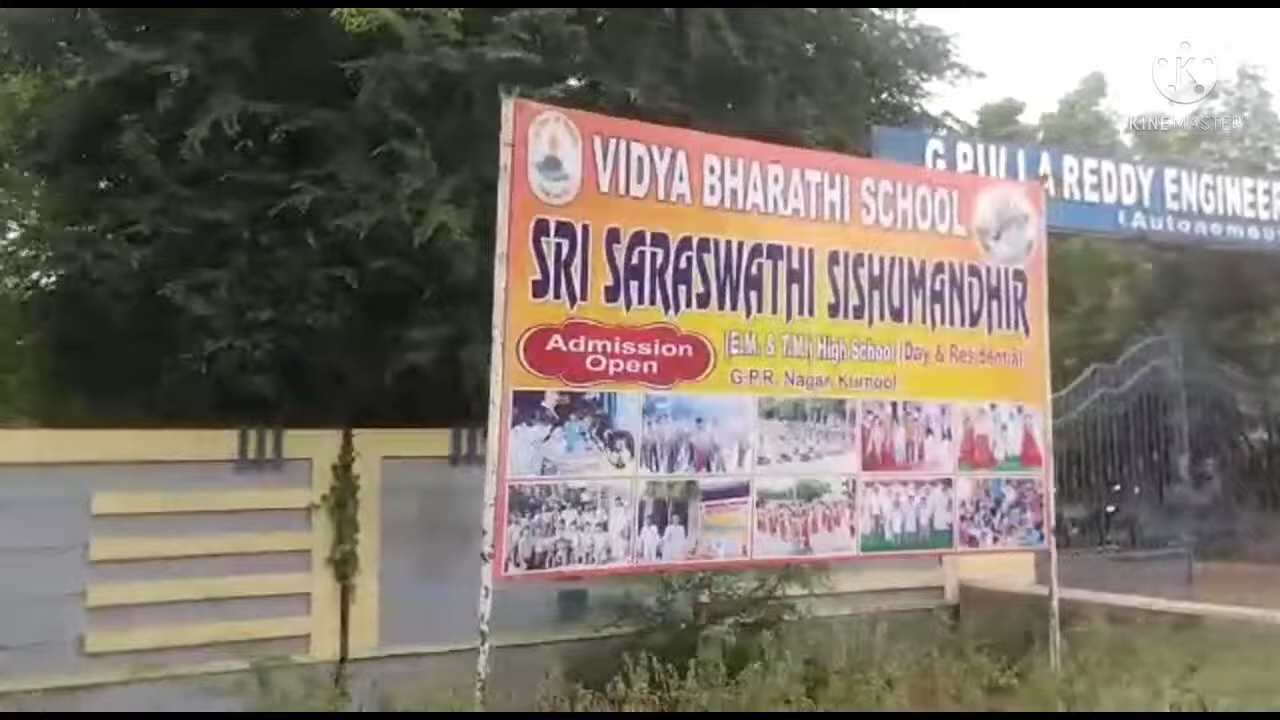 VIDYA BHARATHI SCHOOL
SRI SARASWATHI SISHUMANDHIR
Admission
Open
(E.M. & T.M) High School (Day & Residential)
G.P.R. Nagar, Kurnool
G.PULLA REDDY ENGINEER
(Autonomous
KINEMASTER